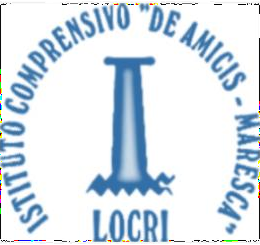 ISTITUTO COMPRENSIVO "DE AMICIS - MARESCA"
LOCRI